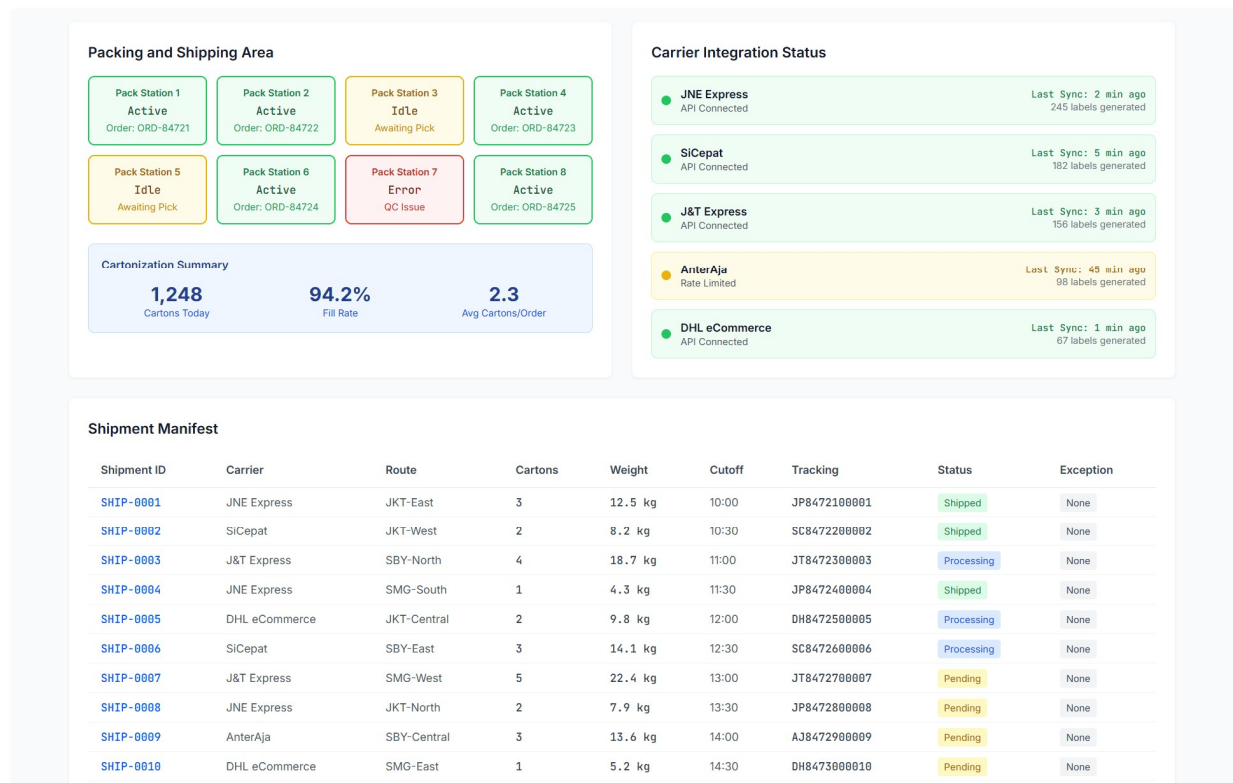 Packing and Shipping Area
Pack Station 1
Active
Order: ORD-84721
Pack Station 2
Active
Order: ORD-84722
Pack Station 3
Idle
Awaiting Pick
Pack Station 4
Active
Order: ORD-84723
Pack Station 5
Idle
Awaiting Pick
Pack Station 6
Active
Order: ORD-84724
Pack Station 7
Error
QC Issue
Pack Station 8
Active
Order: ORD-84725
Cartonization Summary
1,248
Cartons Today
94.2%
Fill Rate
2.3
Avg Cartons/Order
Carrier Integration Status
JNE Express
API Connected
Last Sync: 2 min ago
245 labels generated
SiCepat
API Connected
Last Sync: 5 min ago
182 labels generated
J&T Express
API Connected
Last Sync: 3 min ago
156 labels generated
AnterAja
Rate Limited
Last Sync: 45 min ago
98 labels generated
DHL eCommerce
API Connected
Last Sync: 1 min ago
67 labels generated
Shipment Manifest
Shipment ID Carrier Route Cartons Weight Cutoff Tracking Status Exception
SHIP-0001 JNE Express JKT-East 3 12.5 kg 10:00 JP8472100001 Shipped None
SHIP-0002 SiCepat JKT-West 2 8.2 kg 10:30 SC8472200002 Shipped None
SHIP-0003 J&T Express SBY-North 4 18.7 kg 11:00 JT8472300003 Processing None
SHIP-0004 JNE Express SMG-South 1 4.3 kg 11:30 JP8472400004 Shipped None
SHIP-0005 DHL eCommerce JKT-Central 2 9.8 kg 12:00 DH8472500005 Processing None
SHIP-0006 SiCepat SBY-East 3 14.1 kg 12:30 SC8472600006 Processing None
SHIP-0007 J&T Express SMG-West 5 22.4 kg 13:00 JT8472700007 Pending None
SHIP-0008 JNE Express JKT-North 2 7.9 kg 13:30 JP8472800008 Pending None
SHIP-0009 AnterAja SBY-Central 3 13.6 kg 14:00 AJ8472900009 Pending None
SHIP-0010 DHL eCommerce SMG-East 1 5.2 kg 14:30 DH8473000010 Pending None